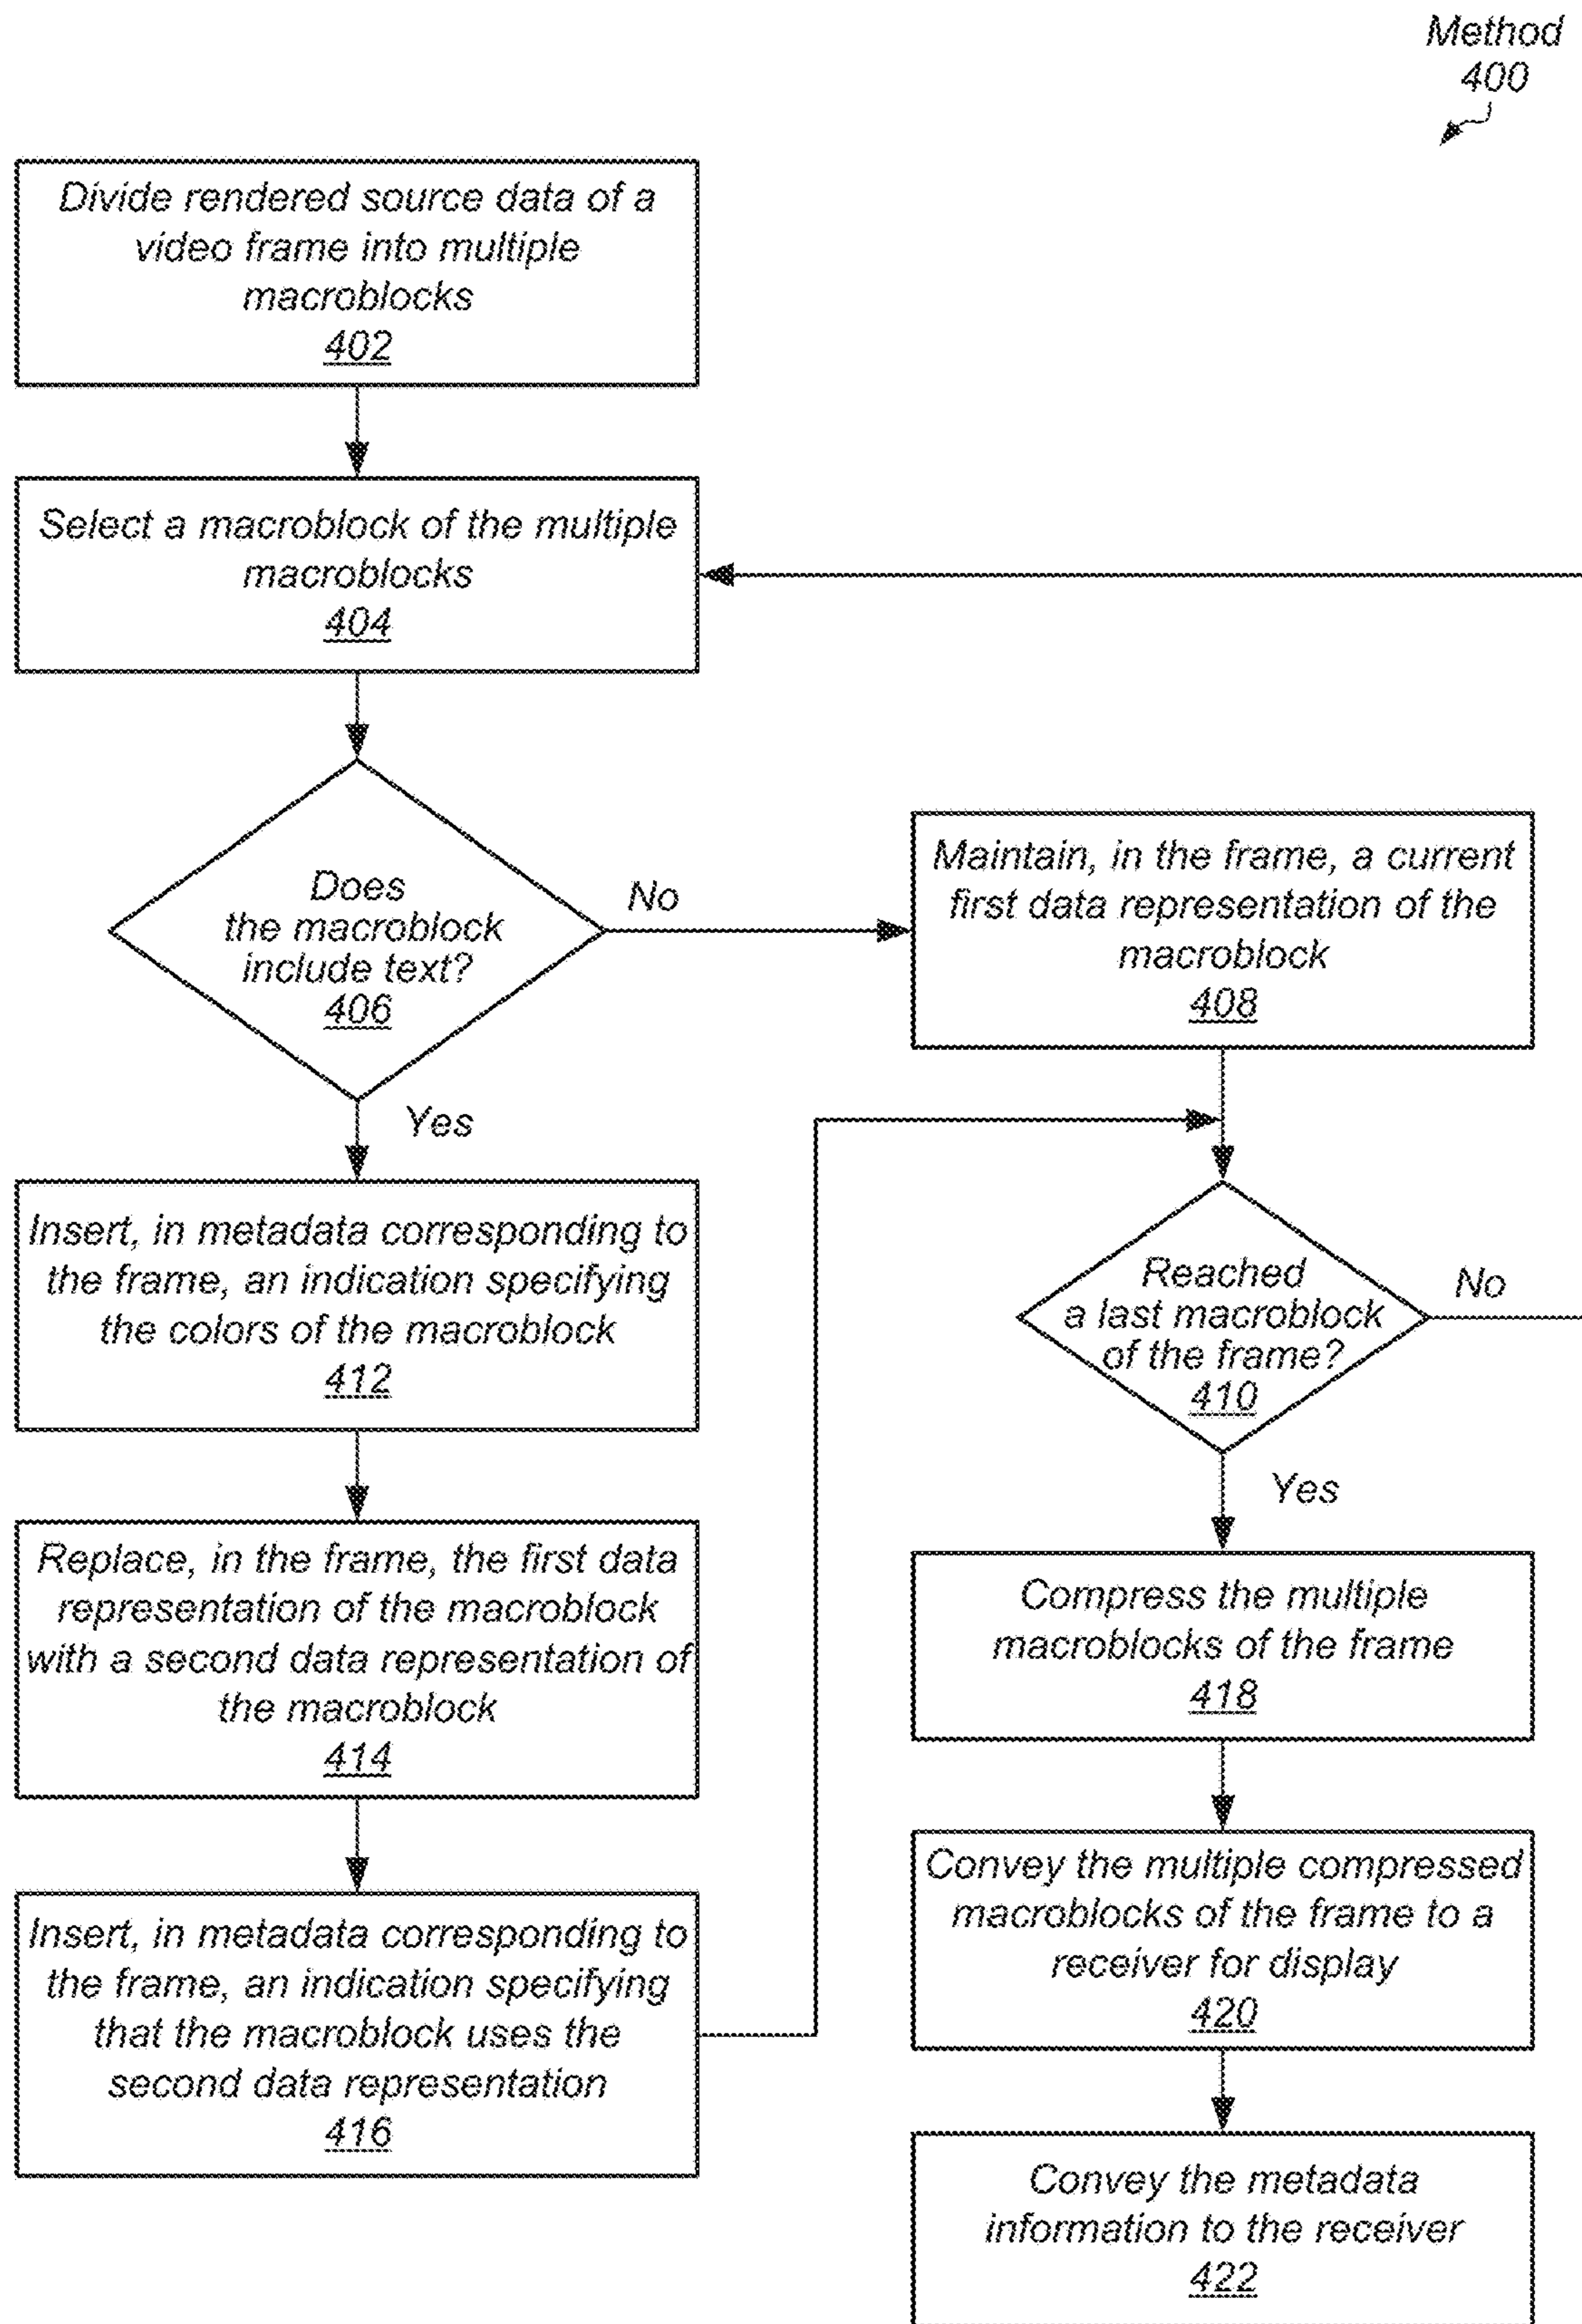 Method
400
Divide rendered source data of a
video frame into multiple
macroblocks
402
Select a macroblock of the multiple
macroblocks
404
Does
the macroblock
include text?
406
No
Maintain, in the frame, a current
first data representation of the
macroblock
408
Yes
Insert, in metadata corresponding to
the frame, an indication specifying
the colors of the macroblock
412
Reached
a last macroblock
of the frame?
410
No
Yes
Replace, in the frame, the first data
representation of the macroblock
with a second data representation of
the macroblock
414
Compress the multiple
macroblocks of the frame
418
Insert, in metadata corresponding to
the frame, an indication specifying
that the macroblock uses the
second data representation
416
Convey the multiple compressed
macroblocks of the frame to a
receiver for display
420
Convey the metadata
information to the receiver
422